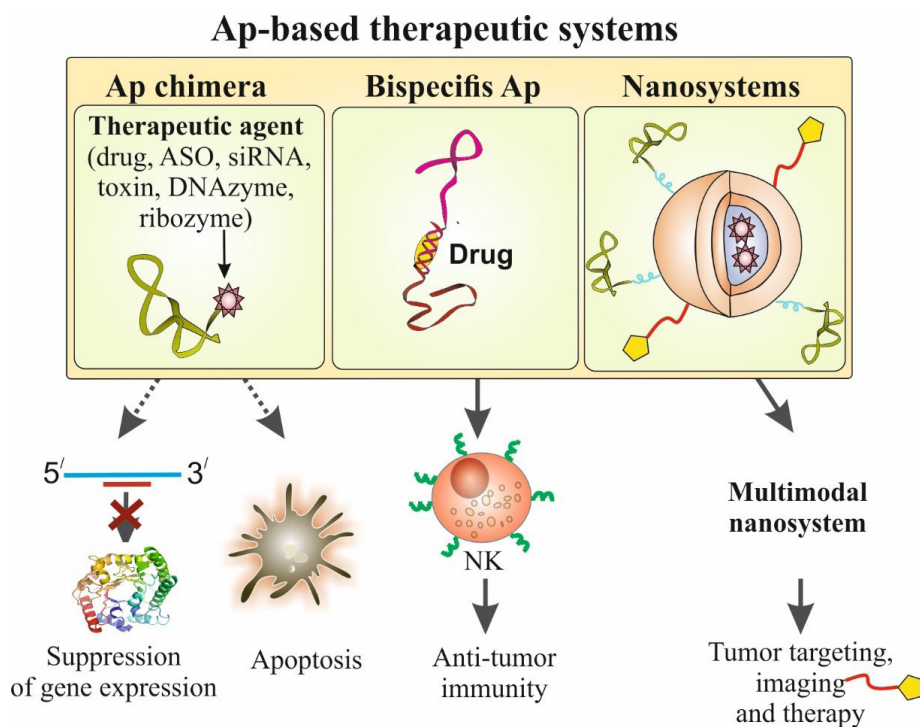 Ap-based therapeutic systems
Ap chimera
Therapeutic agent
(drug, ASO, siRNA,
toxin, DNAzyme,
ribozyme)
Bispecifis Ap
Drug
Nanosystems
5/
3/
Suppression
of gene expression
Apoptosis
NK
Anti-tumor
immunity
Multimodal
nanosystem
Tumor targeting,
imaging
and therapy